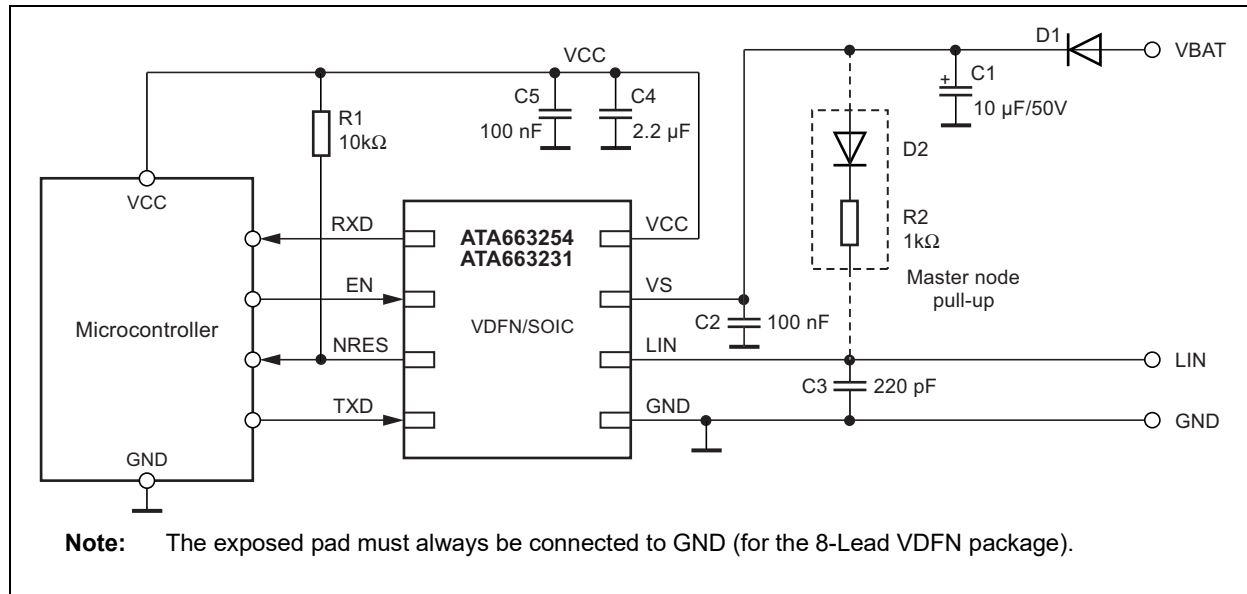 D1
VBAT
VCC
C1
+
10 µF/50V
C5
100 nF
C4
2.2 µF
R1
10kΩ
D2
R2
1kΩ
Master node
pull-up
VCC
Microcontroller
GND
RXD
EN
NRES
TXD
ATA663254
ATA663231
VDFN/SOIC
VCC
VS
LIN
GND
C2
100 nF
C3
220 pF
LIN
GND
Note: The exposed pad must always be connected to GND (for the 8-Lead VDFN package).